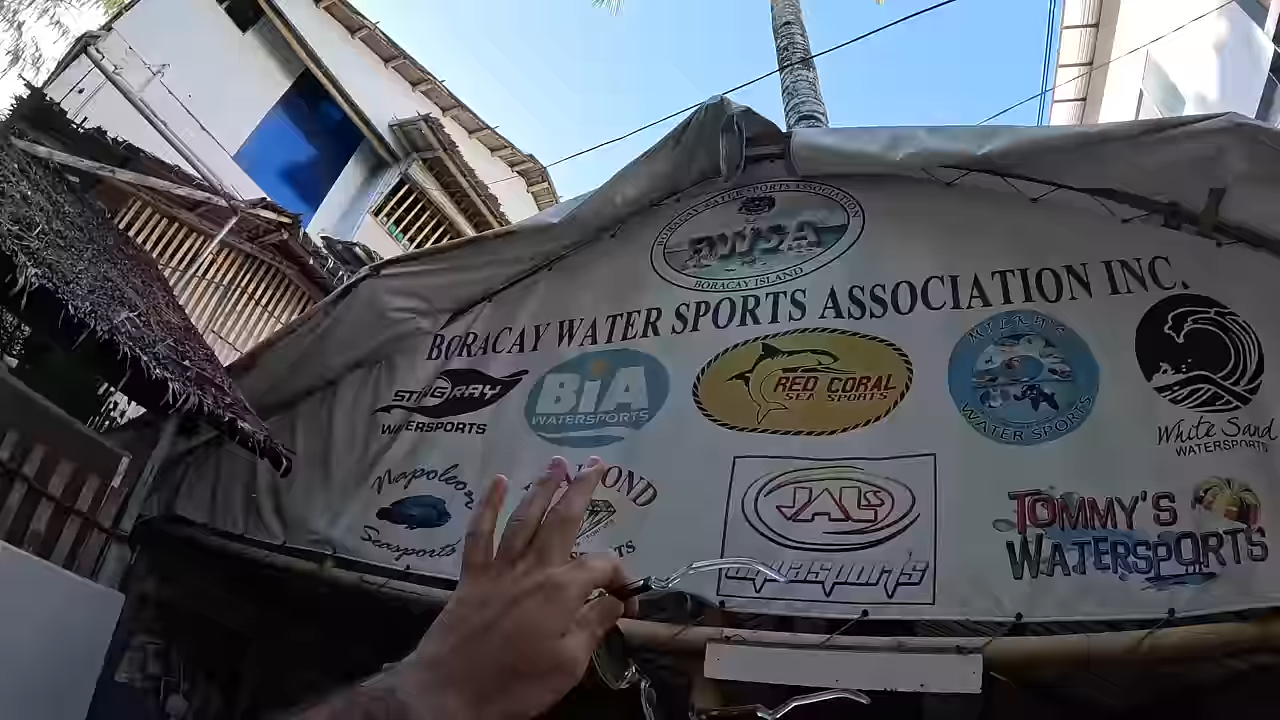 BORACAY WATER SPORTS ASSOCIATION
BWSA
BORACAY ISLAND
BORACAY WATER SPORTS ASSOCIATION INC.
STINGRAY
WATERSPORTS
BiA
WATERSPORTS
RED CORAL
SEA SPORTS
WATER SPORTS
White Sand
WATERSPORTS
Napoleon
Seasports
JALs
aquasports
TOMMY'S
WATERSPORTS